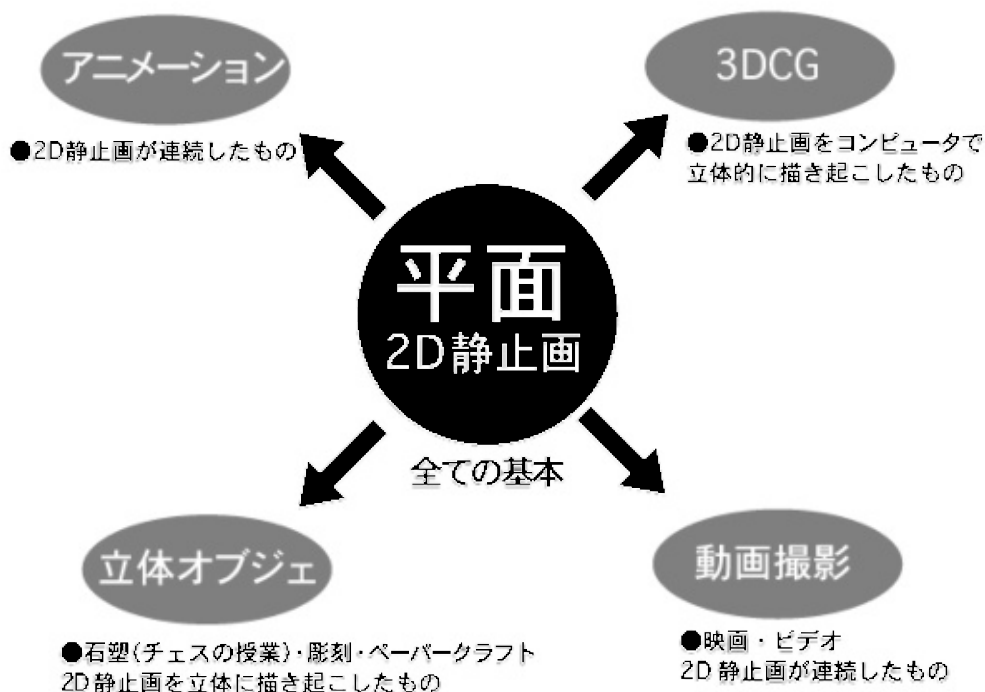 アニメーション
●2D静止画が連続したもの
3DCG
●2D静止画をコンピュータで
立体的に描き起こしたもの
平面
2D静止画
全ての基本
立体オブジェ
●石塑(チェスの授業)・彫刻・ペーパークラフト
2D静止画を立体に描き起こしたもの
動画撮影
●映画・ビデオ
2D 静止画が連続したもの